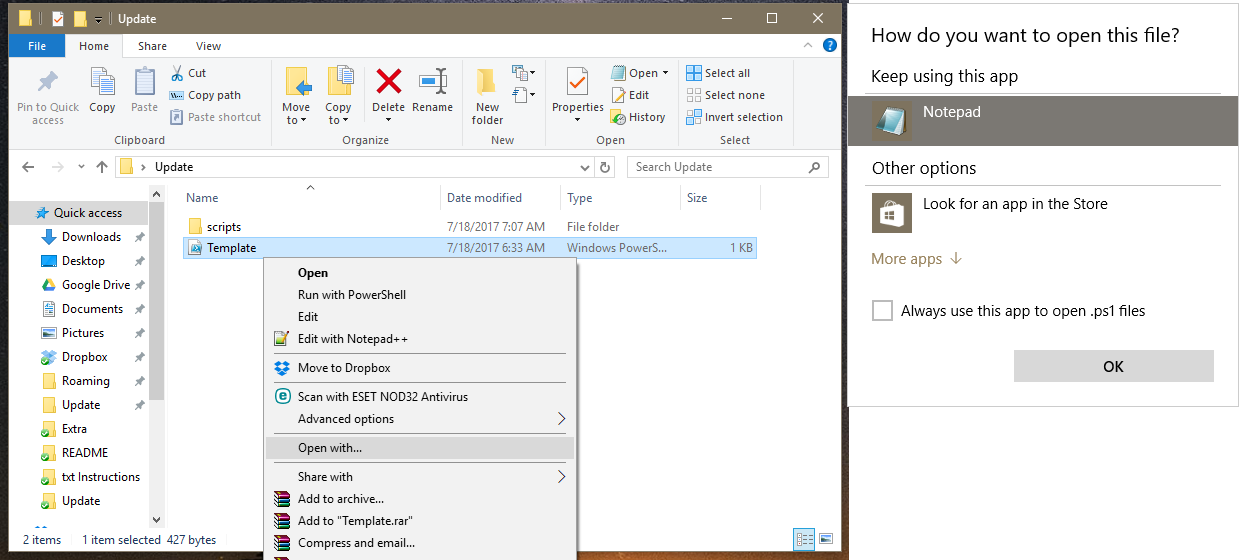 Update
File Home Share View
Pin to Quick access
Copy
Paste
Cut
Copy path
Paste shortcut
Clipboard
Move to
Copy to
Delete
Rename
Organize
New folder
New
Properties
Open
Edit
History
Open
Select all
Select none
Invert selection
Select
Update
Search Update
Quick access
Downloads
Desktop
Google Drive
Documents
Pictures
Dropbox
Roaming
Update
Extra
README
txt Instructions
Update
Name Date modified Type Size
scripts 7/18/2017 7:07 AM File folder
Template 7/18/2017 6:33 AM Windows PowerS... 1 KB
Open
Run with PowerShell
Edit
Edit with Notepad++
Move to Dropbox
Scan with ESET NOD32 Antivirus
Advanced options
Open with...
Share with
Add to archive...
Add to "Template.rar"
Compress and email...
2 items 1 item selected 427 bytes
How do you want to open this file?
Keep using this app
Notepad
Other options
Look for an app in the Store
More apps
Always use this app to open .ps1 files
OK